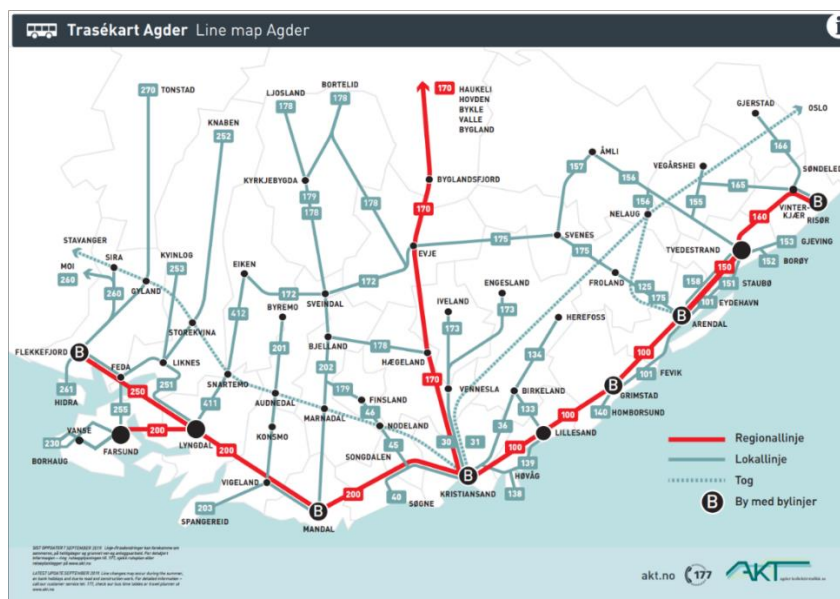 Trasékart Agder Line map Agder
i
270
TONSTAD
KNABEN
252
LJOSLAND
178
BORTELID
178
170
HAUKELI
HOVDEN
BYKLE
VALLE
BYGLAND
OSLO
GJERSTAD
166
ÅMLI
VEGÅRSHEI
SØNDELED
157
156
165
KYRKJEBYGDA
BYGLANDSFJORD
179
178
178
170
156
155
NELAUG
VINTER-
KJÆR
160
RISØR
STAVANGER
SIRA
KVINLOG
253
MOI
260
260
GYLAND
EIKEN
172
172
EVJE
175
SVENES
175
TVEDESTRAND
153
GJEVING
152
BORØY
150
151
STAUBØ
158
101
EYDEHAVN
FROLAND
125
175
ARENDAL
412
BYREMO
SVEINDAL
IVELAND
ENGESLAND
173
173
HEREFOSS
STOREKVINA
201
BJELLAND
178
HÆGELAND
134
100
FLEKKEFJORD
FEDA
LIKNES
SNARTEMO
202
179
FINSLAND
170
VENNESLA
BIRKELAND
101
FEVIK
GRIMSTAD
261
HIDRA
250
251
411
AUDNEDAL
MARNADAL
46
NODELAND
133
140
HOMBORSUND
255
VANSE
230
BORHAUG
FARSUND
200
LYNGDAL
KONSMO
45
SONGDALEN
30
31
36
100
100
LILLESAND
200
VIGELAND
200
40
SØGNE
KRISTIANSAND
139
HØVÅG
138
203
SPANGEREID
MANDAL
B
B
B
B
B
B
Regionallinje
Lokallinje
Tog
B By med bylinjer
akt.no 177
AKT